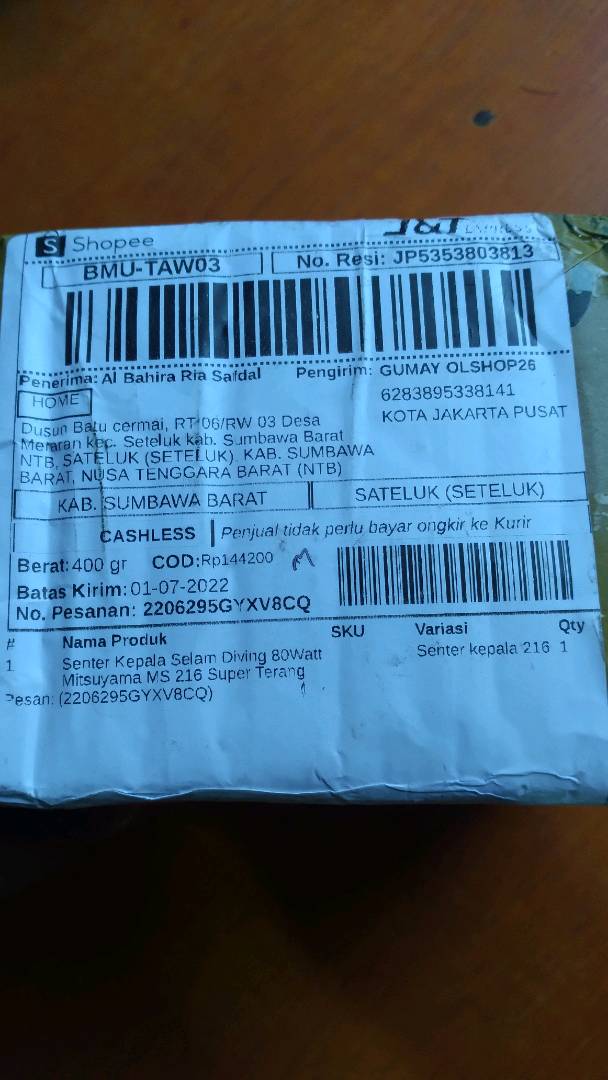 S Shopee
J&T EXPRESS
BMU-TAW03
No. Resi: JP5353803813
Penerima: Al Bahira Ria Safdal
Pengirim: GUMAY OLSHOP26
HOME
6283895338141
KOTA JAKARTA PUSAT
Dusun Batu cermai, RT 06/RW 03 Desa
Meraran kec. Seteluk kab. Sumbawa Barat
NTB, SATELUK (SETELUK), KAB. SUMBAWA
BARAT, NUSA TENGGARA BARAT (NTB)
KAB. SUMBAWA BARAT
SATELUK (SETELUK)
CASHLESS
Penjual tidak perlu bayar ongkir ke Kurir
Berat: 400 gr COD:Rp144200
Batas Kirim: 01-07-2022
No. Pesanan: 2206295GYXV8CQ
# Nama Produk SKU Variasi Qty
1 Senter Kepala Selam Diving 80Watt Senter kepala 216 1
Mitsuyama MS 216 Super Terang
Pesan: (2206295GYXV8CQ)